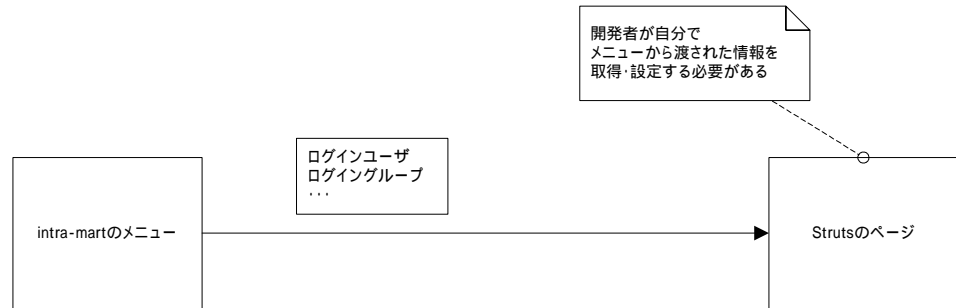 開発者が自分で
メニューから渡された情報を
取得・設定する必要がある
ログインユーザ
ログイングループ
・・・
intra-martのメニュー
Strutsのページ